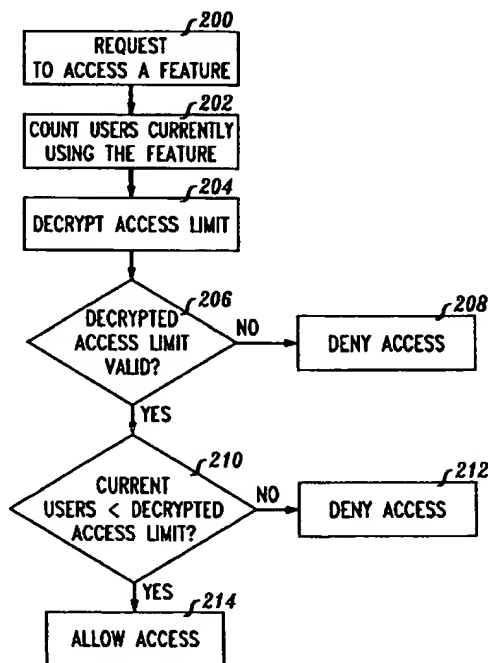 200
REQUEST
TO ACCESS A FEATURE
202
COUNT USERS CURRENTLY
USING THE FEATURE
204
DECRYPT ACCESS LIMIT
206
DECRYPTED
ACCESS LIMIT
VALID?
NO
208
DENY ACCESS
YES
210
CURRENT
USERS < DECRYPTED
ACCESS LIMIT?
NO
212
DENY ACCESS
YES
214
ALLOW ACCESS